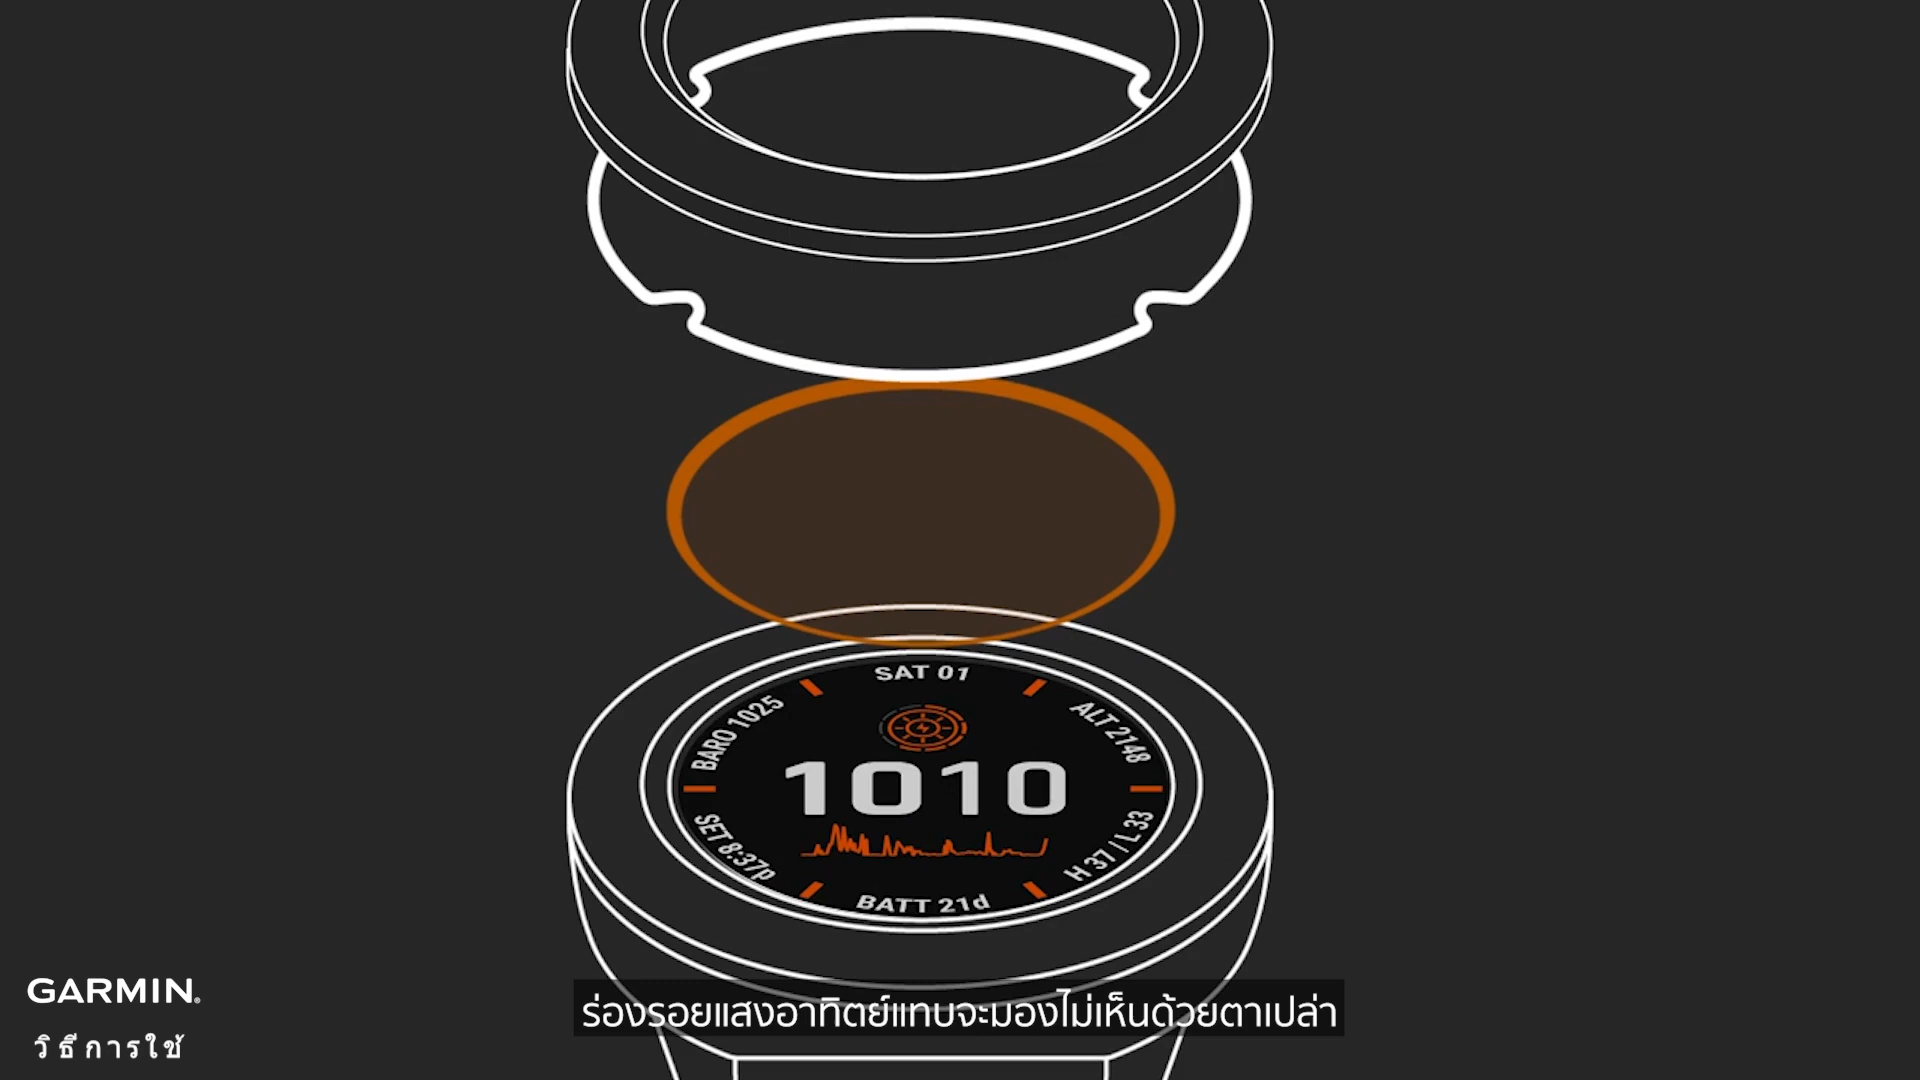 SAT 01
BARO 1025
ALT 2148
1010
SET 8:37p
H 37 / L 33
BATT 21d
GARMIN®
วิธีการใช้
ร่องรอยแสงอาทิตย์แทบจะมองไม่เห็นด้วยตาเปล่า